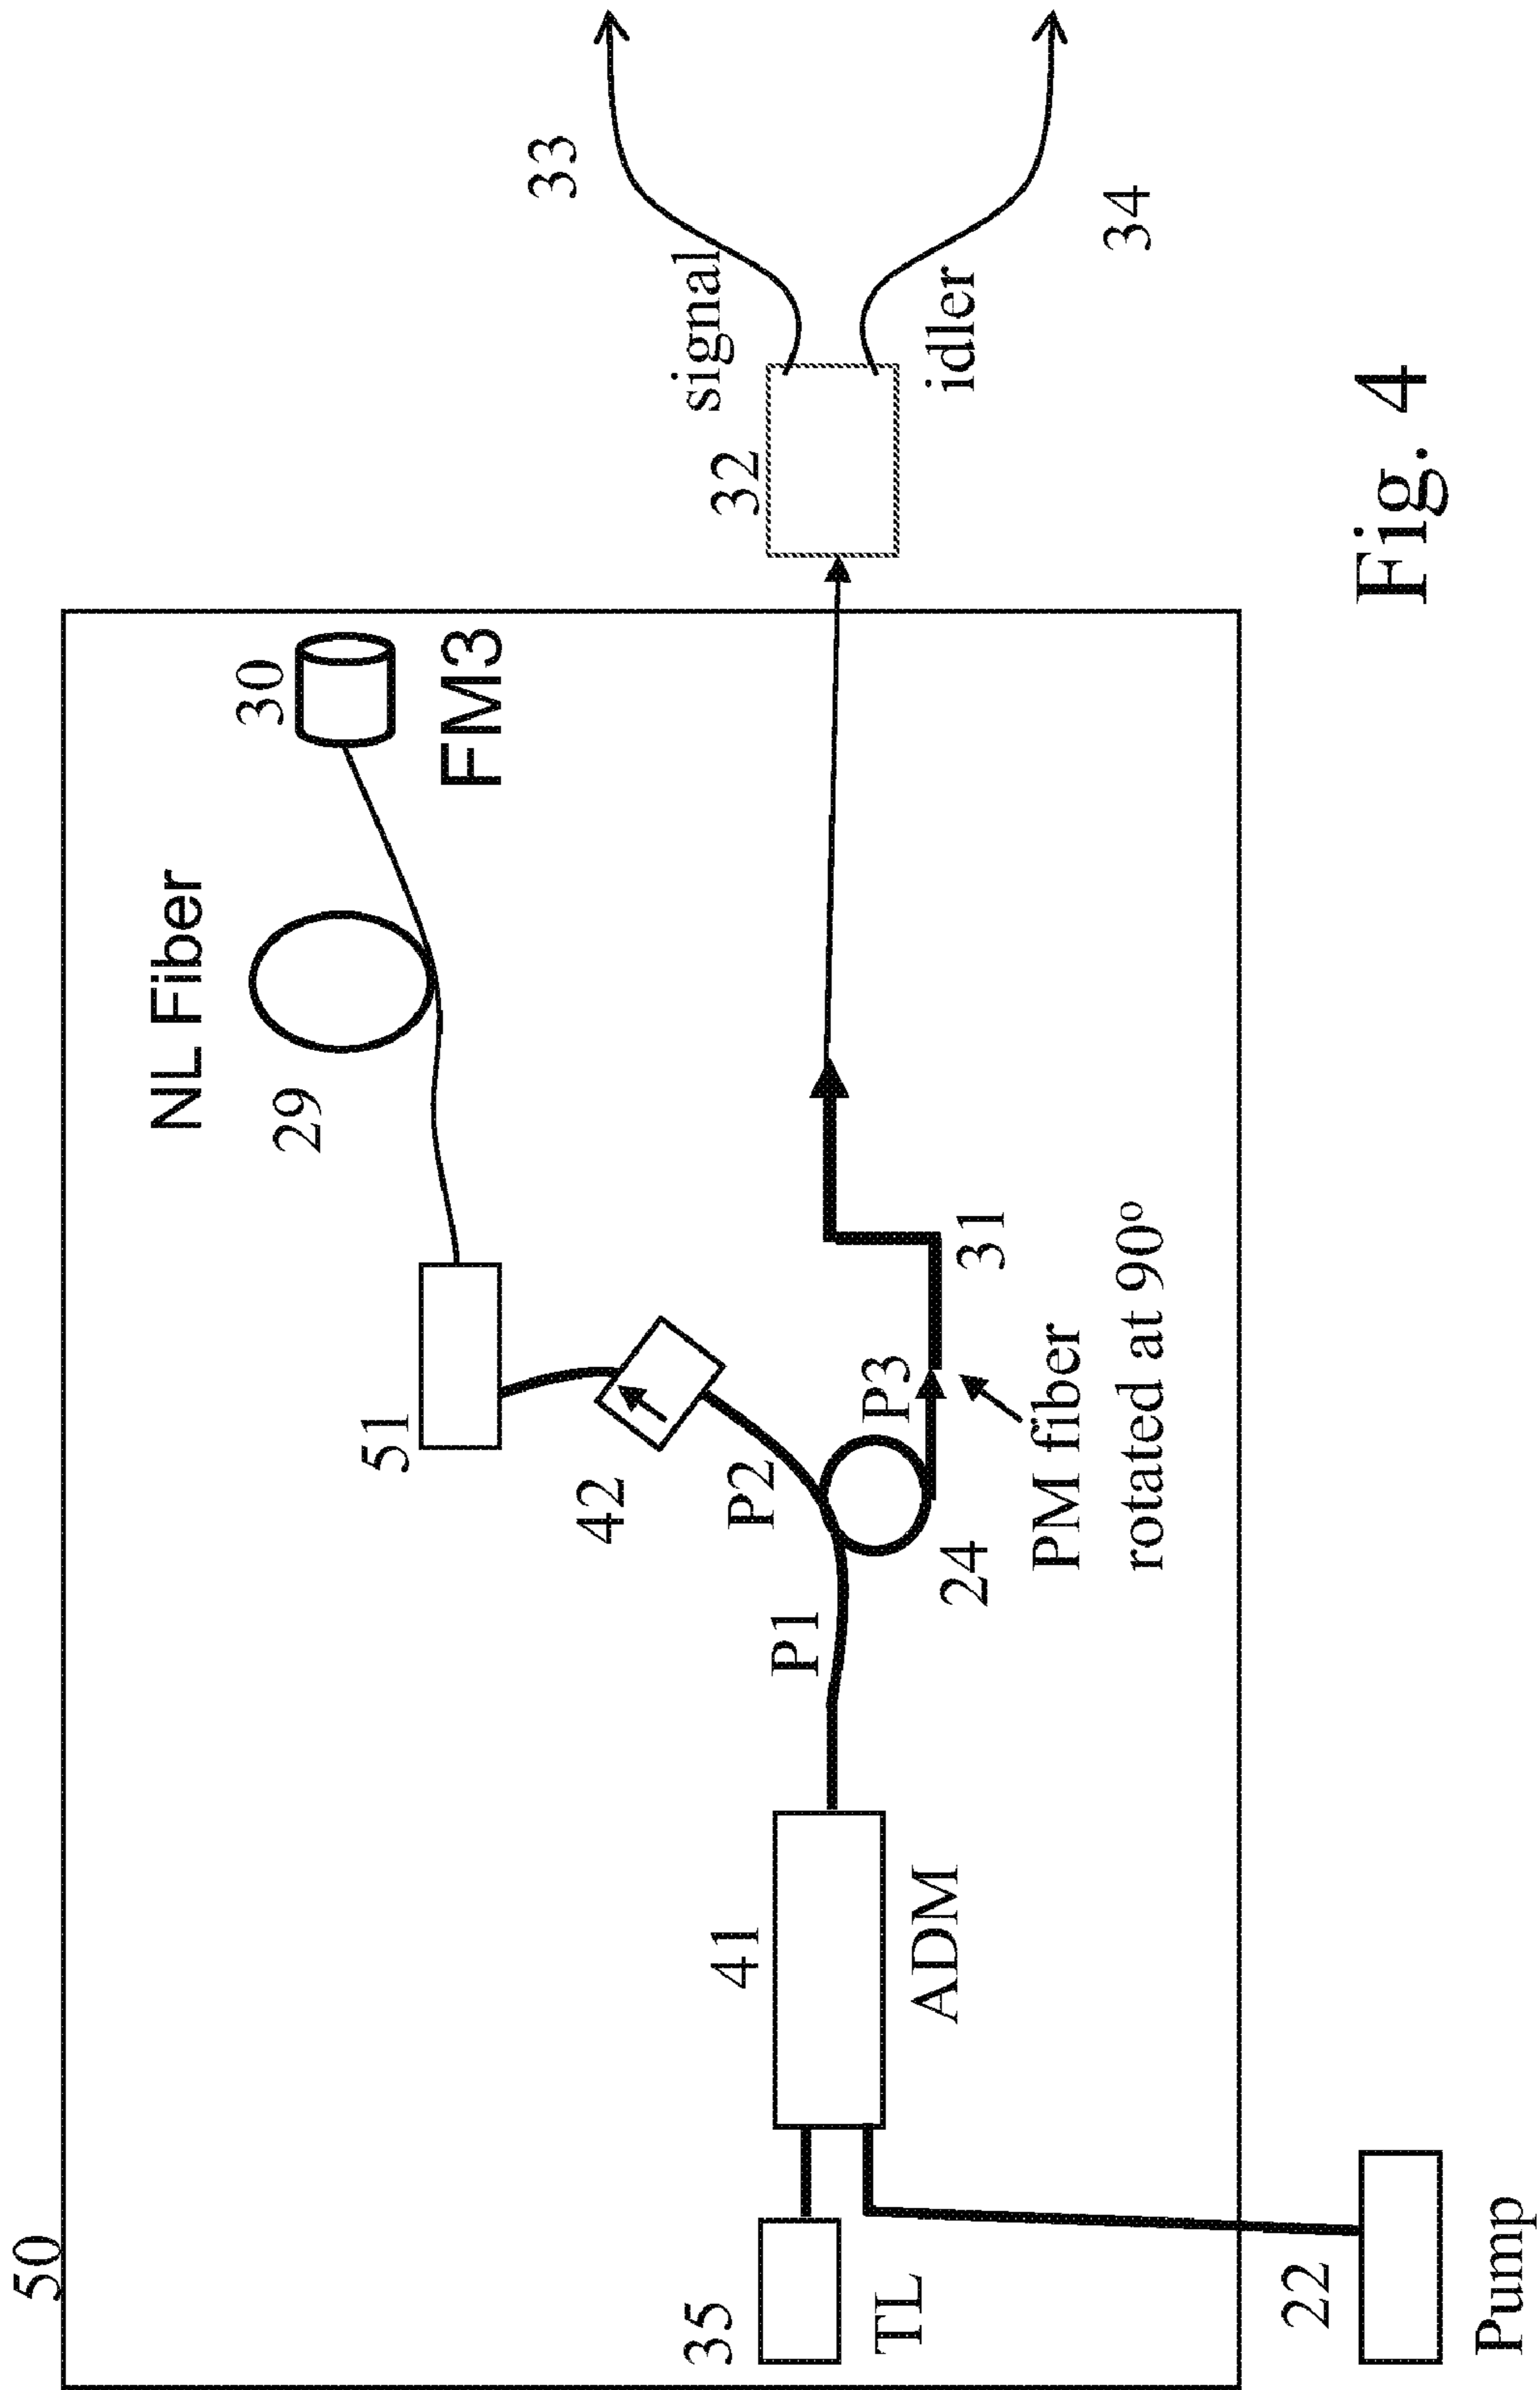 50
NL Fiber
29
30
FM3
51
42
P2
33
signal
32
idler
34
35
TL
41
ADM
P1
24
P3
31
PM fiber
rotated at 90º
22
Pump
Fig. 4